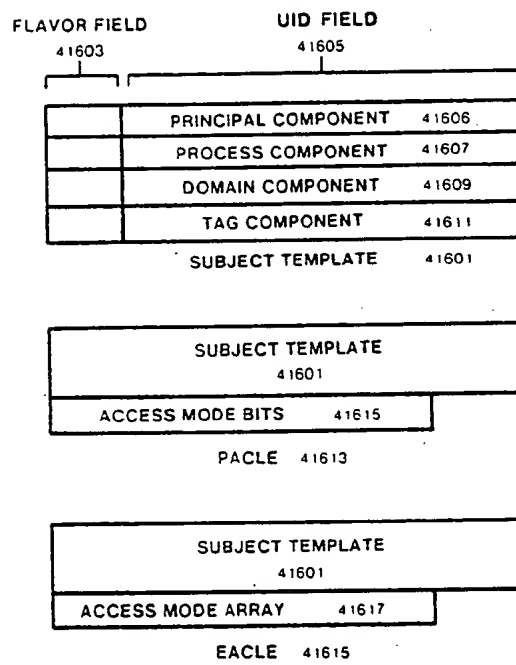 FLAVOR FIELD UID FIELD
41603 41605
PRINCIPAL COMPONENT 41606
PROCESS COMPONENT 41607
DOMAIN COMPONENT 41609
TAG COMPONENT 41611
SUBJECT TEMPLATE 41601
SUBJECT TEMPLATE
41601
ACCESS MODE BITS 41615
PACLE 41613
SUBJECT TEMPLATE
41601
ACCESS MODE ARRAY 41617
EACLE 41615